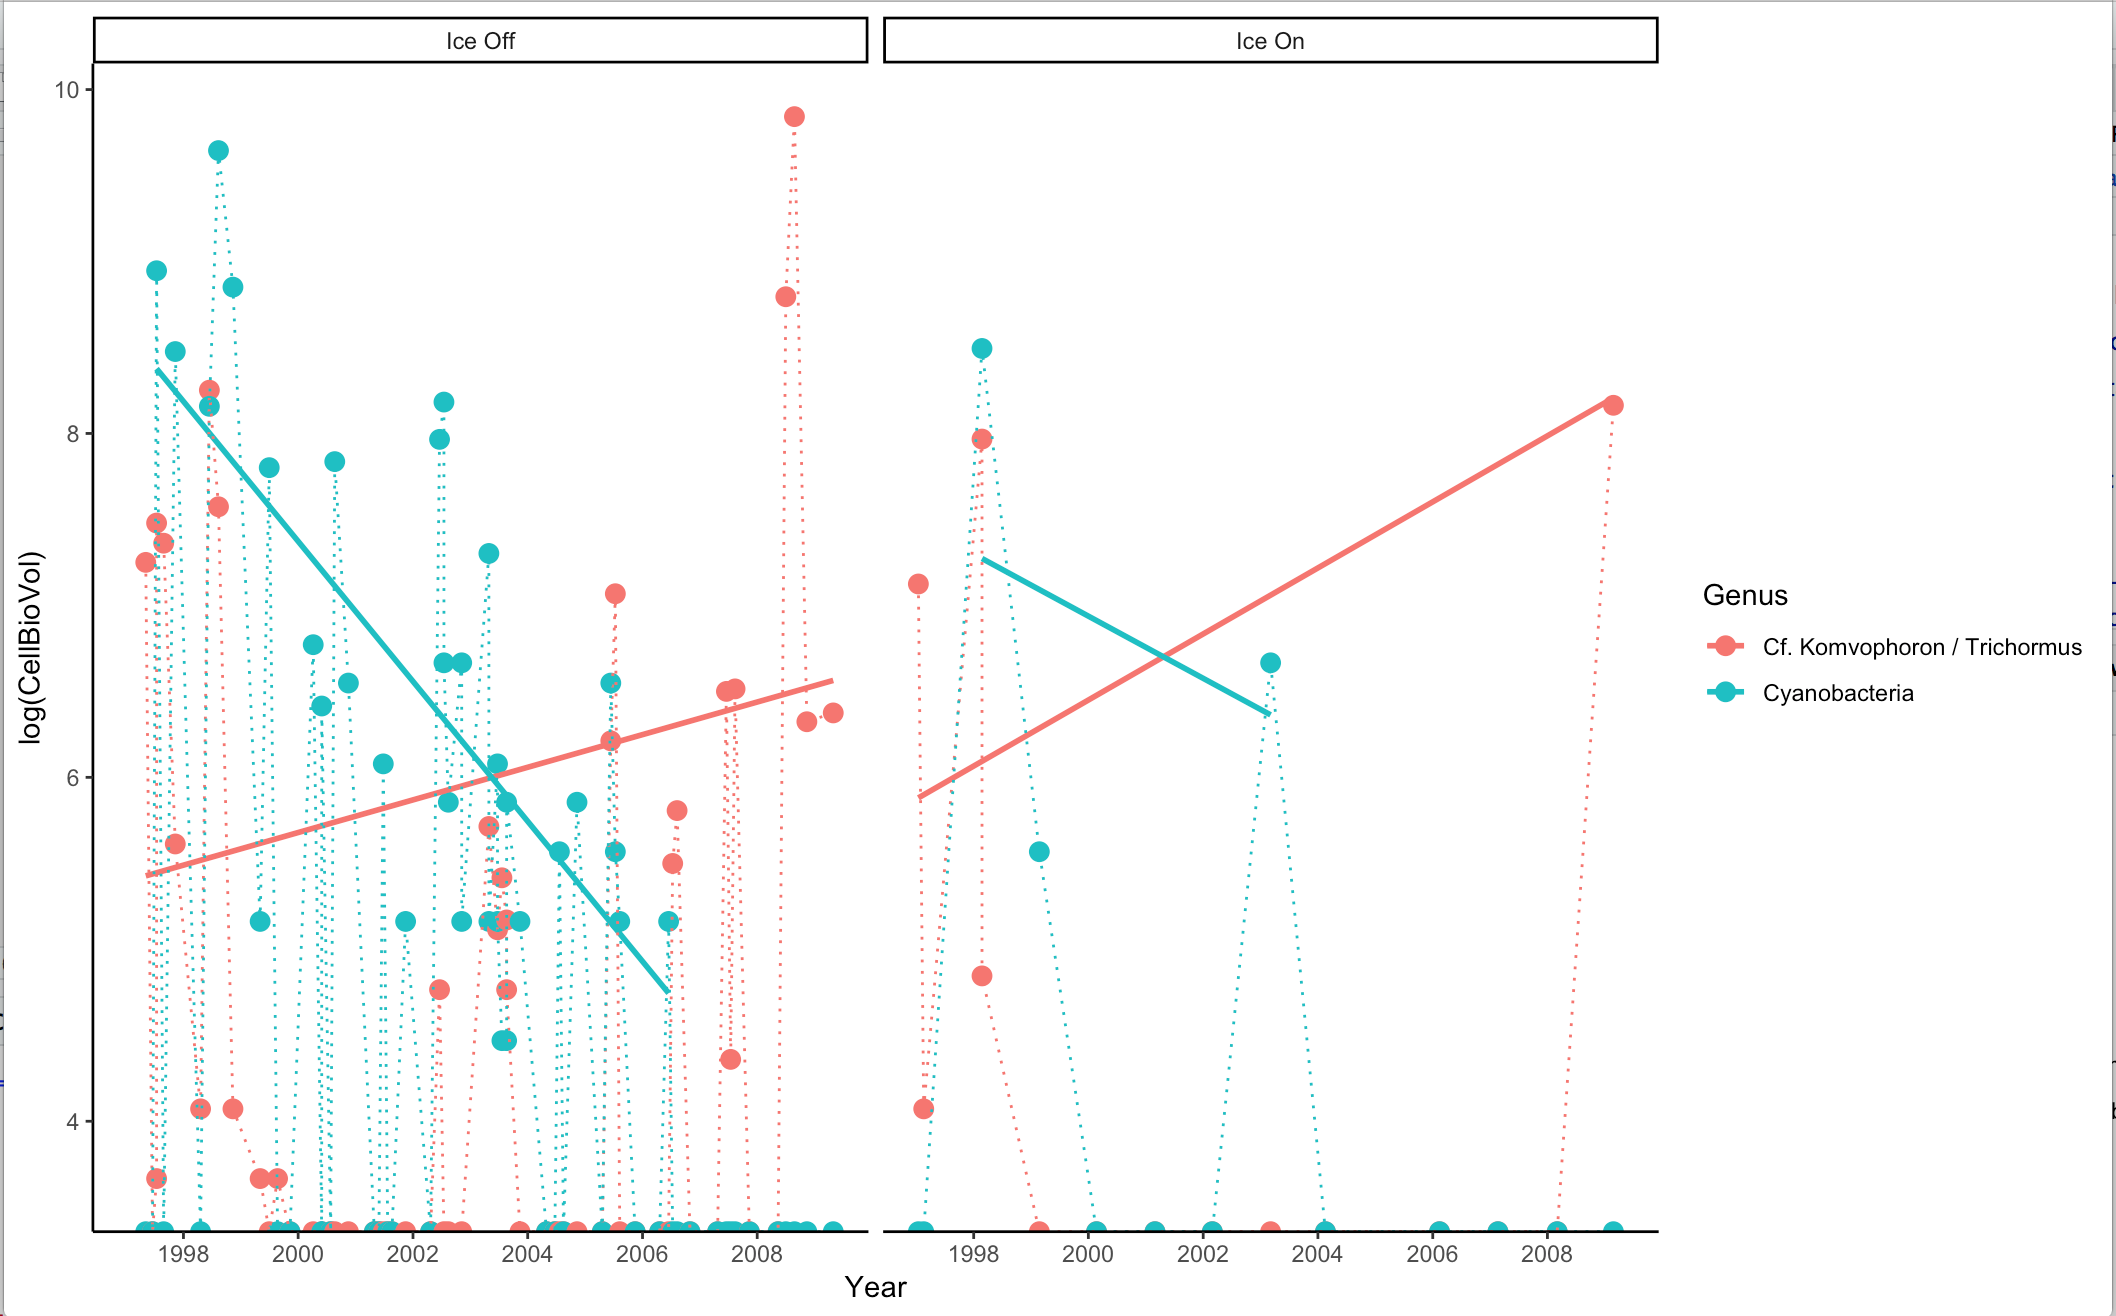 Ice Off
Ice On
10
8
6
4
log(CellBioVol)
1998 2000 2002 2004 2006 2008
1998 2000 2002 2004 2006 2008
Year
Genus
Cf. Komvophoron / Trichormus
Cyanobacteria